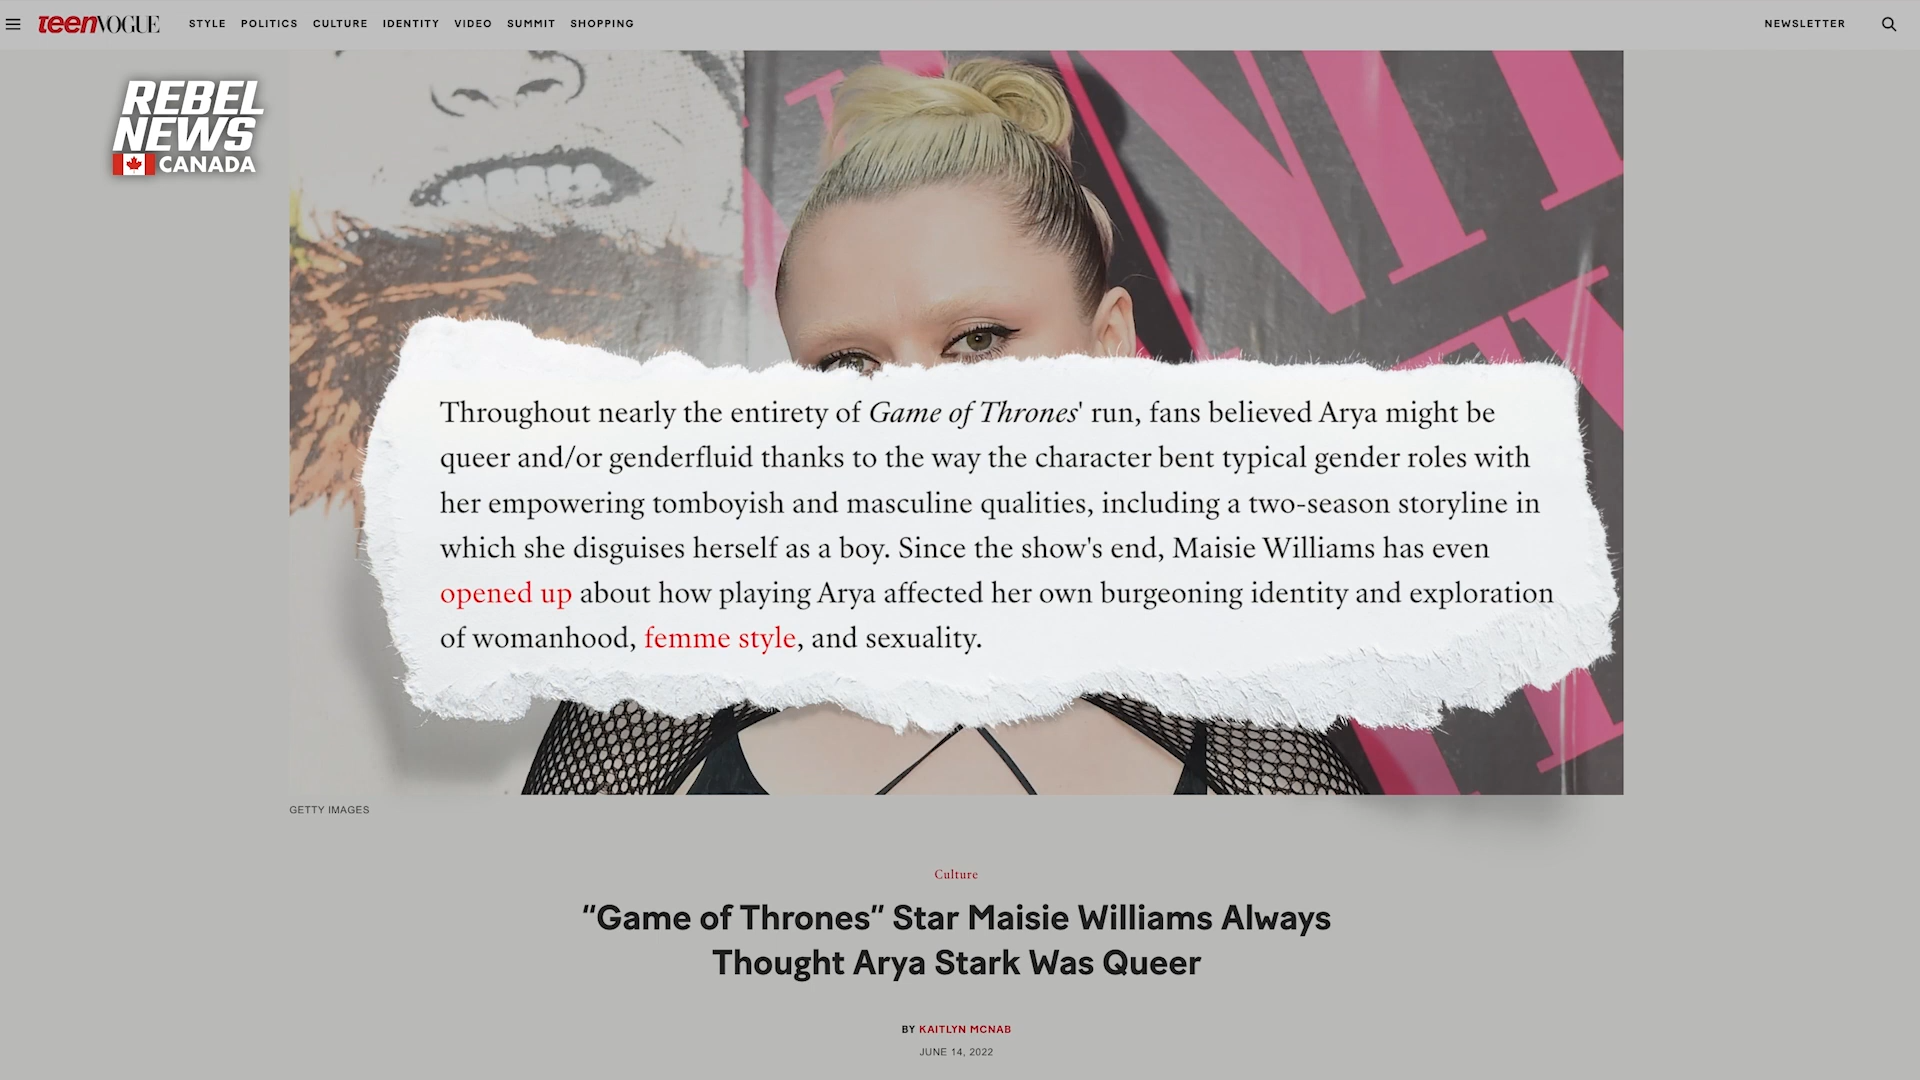 teenVOGUE STYLE POLITICS CULTURE IDENTITY VIDEO SUMMIT SHOPPING NEWSLETTER
REBEL
NEWS
CANADA
Throughout nearly the entirety of Game of Thrones' run, fans believed Arya might be
queer and/or genderfluid thanks to the way the character bent typical gender roles with
her empowering tomboyish and masculine qualities, including a two-season storyline in
which she disguises herself as a boy. Since the show's end, Maisie Williams has even
opened up about how playing Arya affected her own burgeoning identity and exploration
of womanhood, femme style, and sexuality.
GETTY IMAGES
Culture
“Game of Thrones” Star Maisie Williams Always
Thought Arya Stark Was Queer
BY KAITLYN MCNAB
JUNE 14, 2022